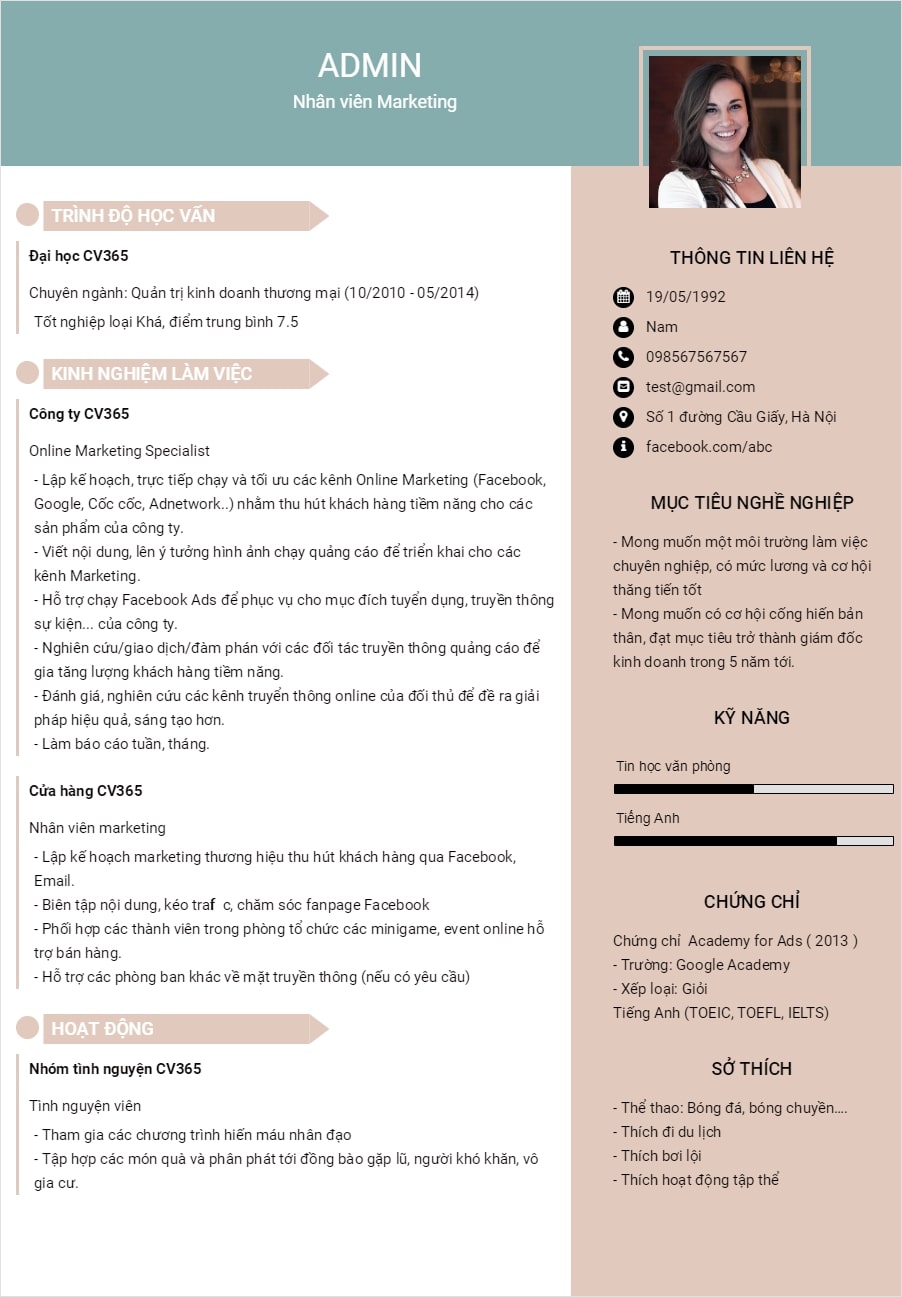 ADMIN
Nhân viên Marketing
TRÌNH ĐỘ HỌC VẤN
Đại học CV365
Chuyên ngành: Quản trị kinh doanh thương mại (10/2010 - 05/2014)
Tốt nghiệp loại Khá, điểm trung bình 7.5
KINH NGHIỆM LÀM VIỆC
Công ty CV365
Online Marketing Specialist
- Lập kế hoạch, trực tiếp chạy và tối ưu các kênh Online Marketing (Facebook,
Google, Cốc cốc, Adnetwork..) nhằm thu hút khách hàng tiềm năng cho các
sản phẩm của công ty.
- Viết nội dung, lên ý tưởng hình ảnh chạy quảng cáo để triển khai cho các
kênh Marketing.
- Hỗ trợ chạy Facebook Ads để phục vụ cho mục đích tuyển dụng, truyền thông
sự kiện... của công ty.
- Nghiên cứu/giao dịch/đàm phán với các đối tác truyền thông quảng cáo để
gia tăng lượng khách hàng tiềm năng.
- Đánh giá, nghiên cứu các kênh truyển thông online của đối thủ để đề ra giải
pháp hiệu quả, sáng tạo hơn.
- Làm báo cáo tuần, tháng.
Cửa hàng CV365
Nhân viên marketing
- Lập kế hoạch marketing thương hiệu thu hút khách hàng qua Facebook,
Email.
- Biên tập nội dung, kéo traf c, chăm sóc fanpage Facebook
- Phối hợp các thành viên trong phòng tổ chức các minigame, event online hỗ
trợ bán hàng.
- Hỗ trợ các phòng ban khác về mặt truyền thông (nếu có yêu cầu)
HOẠT ĐỘNG
Nhóm tình nguyện CV365
Tình nguyện viên
- Tham gia các chương trình hiến máu nhân đạo
- Tập hợp các món quà và phân phát tới đồng bào gặp lũ, người khó khăn, vô
gia cư.
THÔNG TIN LIÊN HỆ
19/05/1992
Nam
098567567567
test@gmail.com
Số 1 đường Cầu Giấy, Hà Nội
facebook.com/abc
MỤC TIÊU NGHỀ NGHIỆP
- Mong muốn một môi trường làm việc
chuyên nghiệp, có mức lương và cơ hội
thăng tiến tốt
- Mong muốn có cơ hội cống hiến bản
thân, đạt mục tiêu trở thành giám đốc
kinh doanh trong 5 năm tới.
KỸ NĂNG
Tin học văn phòng
Tiếng Anh
CHỨNG CHỈ
Chứng chỉ Academy for Ads ( 2013 )
- Trường: Google Academy
- Xếp loại: Giỏi
Tiếng Anh (TOEIC, TOEFL, IELTS)
SỞ THÍCH
- Thể thao: Bóng đá, bóng chuyền....
- Thích đi du lịch
- Thích bơi lội
- Thích hoạt động tập thể